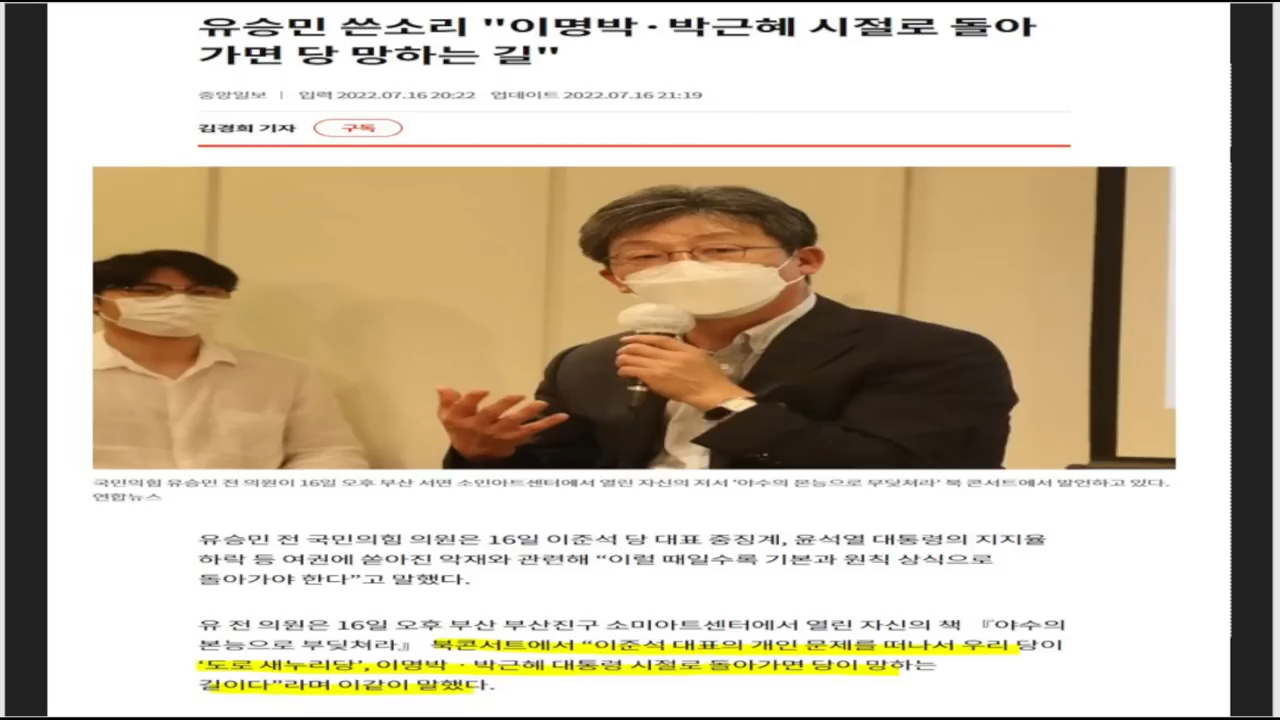 유승민 쓴소리 "이명박·박근혜 시절로 돌아
가면 당 망하는 길"
중앙일보 | 입력 2022.07.16 20:22 업데이트 2022.07.16 21:19
김경희 기자 구독
국민의힘 유승민 전 의원이 16일 오후 부산 서면 소민아트센터에서 열린 자신의 저서 '야수의 본능으로 부딪쳐라' 북 콘서트에서 발언하고 있다.
연합뉴스
유승민 전 국민의힘 의원은 16일 이준석 당 대표 중징계, 윤석열 대통령의 지지율
하락 등 여권에 쏟아진 악재와 관련해 “이럴 때일수록 기본과 원칙 상식으로
돌아가야 한다”고 말했다.
유 전 의원은 16일 오후 부산 부산진구 소미아트센터에서 열린 자신의 책 『야수의
본능으로 부딪쳐라』 북콘서트에서 “이준석 대표의 개인 문제를 떠나서 우리 당이
‘도로 새누리당’, 이명박 · 박근혜 대통령 시절로 돌아가면 당이 망하는
길이다”라며 이같이 말했다.